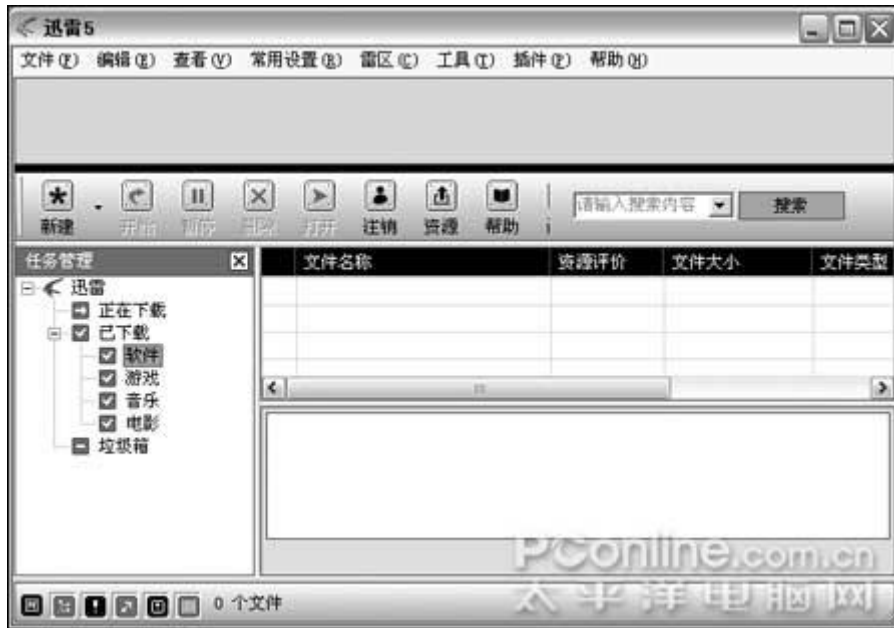 迅雷5
文件(F) 编辑(E) 查看(V) 常用设置(R) 雷区(C) 工具(T) 插件(P) 帮助(H)
请输入搜索内容 搜索
新建 开始 暂停 删除 打开 注销 资源 帮助
任务管理 文件名称 资源评价 文件大小 文件类型
迅雷
正在下载
已下载
软件
游戏
音乐
电影
垃圾箱
PConline.com.cn
太平洋电脑网
0 个文件